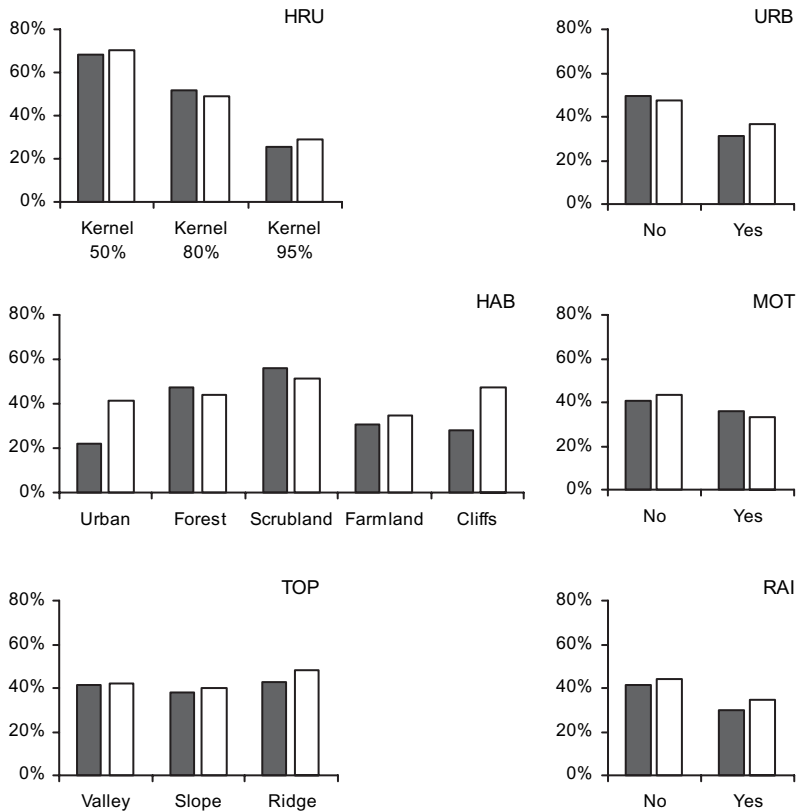 HRU
80%
60%
40%
20%
0%
Kernel 50%
Kernel 80%
Kernel 95%
URB
80%
60%
40%
20%
0%
No Yes
HAB
80%
60%
40%
20%
0%
Urban Forest Scrubland Farmland Cliffs
MOT
80%
60%
40%
20%
0%
No Yes
TOP
80%
60%
40%
20%
0%
Valley Slope Ridge
RAI
80%
60%
40%
20%
0%
No Yes